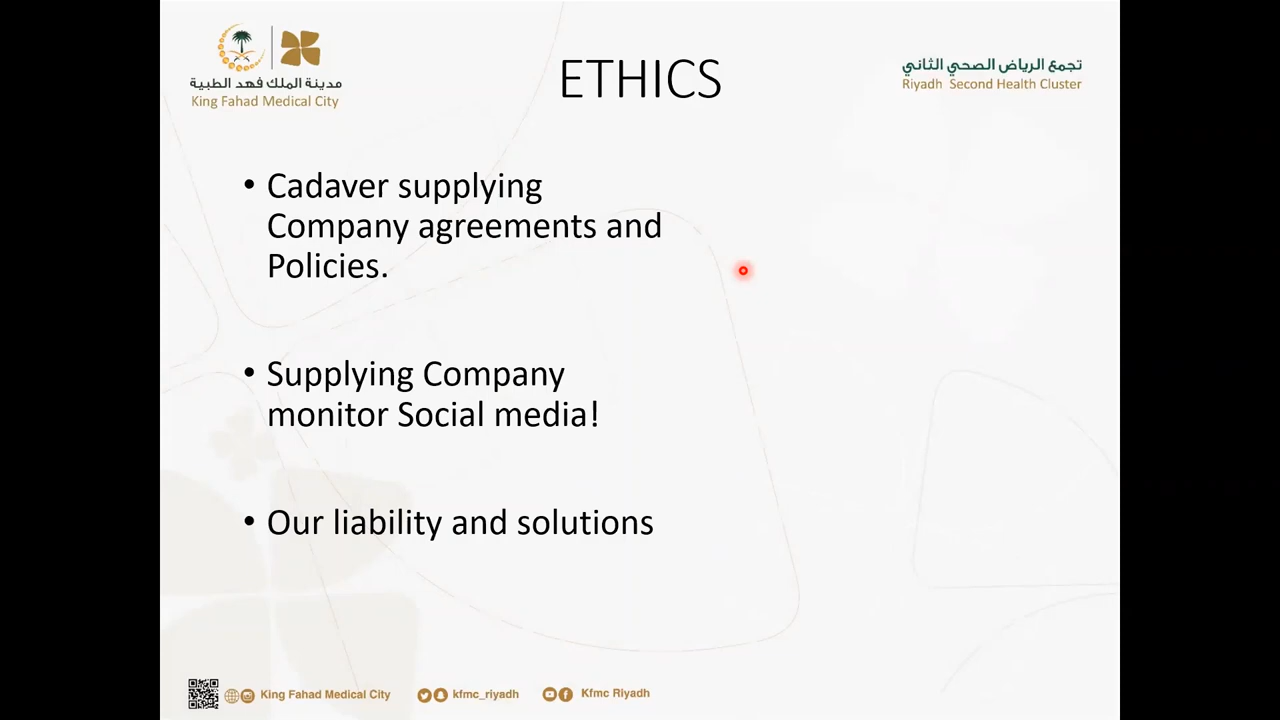 مدينة الملك فهد الطبية
King Fahad Medical City
ETHICS
تجمع الرياض الصحي الثاني
Riyadh Second Health Cluster
• Cadaver supplying
Company agreements and
Policies.
• Supplying Company
monitor Social media!
• Our liability and solutions
King Fahad Medical City
kfmc_riyadh
Kfmc Riyadh